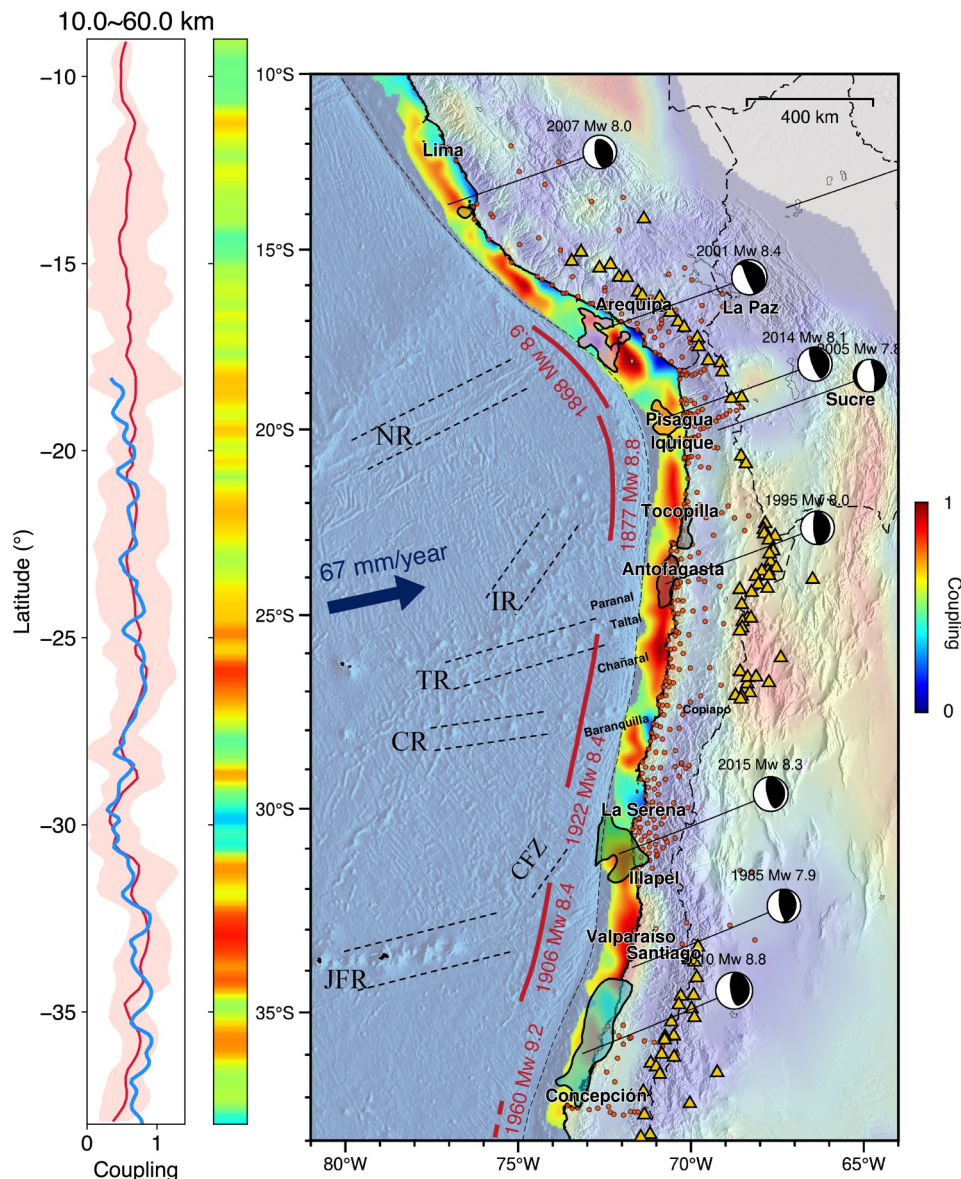 10.0~60.0 km
−10
−15
−20
−25
−30
−35
Latitude (°)
0
1
Coupling
10°S
15°S
20°S
25°S
30°S
35°S
80°W
75°W
70°W
65°W
400 km
2007 Mw 8.0
Lima
2001 Mw 8.4
Arequipa
La Paz
2014 Mw 8.1
2005 Mw 7.8
Sucre
1868 Mw 8.9
NR
Pisagua
Iquique
1877 Mw 8.8
1995 Mw 8.0
Tocopilla
Antofagasta
67 mm/year
IR
Paranal
Taltal
TR
Chañaral
Copiapo
CR
Baranquilla
1922 Mw 8.4
2015 Mw 8.3
La Serena
CFZ
Illapel
1985 Mw 7.9
1906 Mw 8.4
Valparaiso
Santiago
Mw 8.8
JFR
1960 Mw 9.2
Concepción
1
Coupling
0